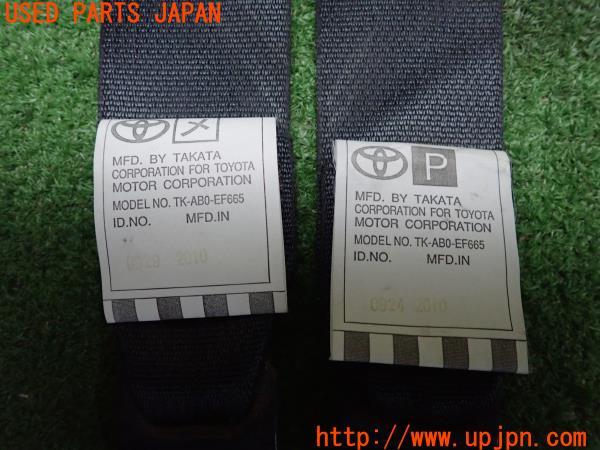 USED PARTS JAPAN
MFD. BY TAKATA
CORPORATION FOR TOYOTA
MOTOR CORPORATION
MODEL NO. TK-AB0-EF665
ID.NO. MFD.IN
0929 2010
P
MFD. BY TAKATA
CORPORATION FOR TOYOTA
MOTOR CORPORATION
MODEL NO. TK-AB0-EF665
ID.NO. MFD.IN
0924 2010
http://www.upjpn.com